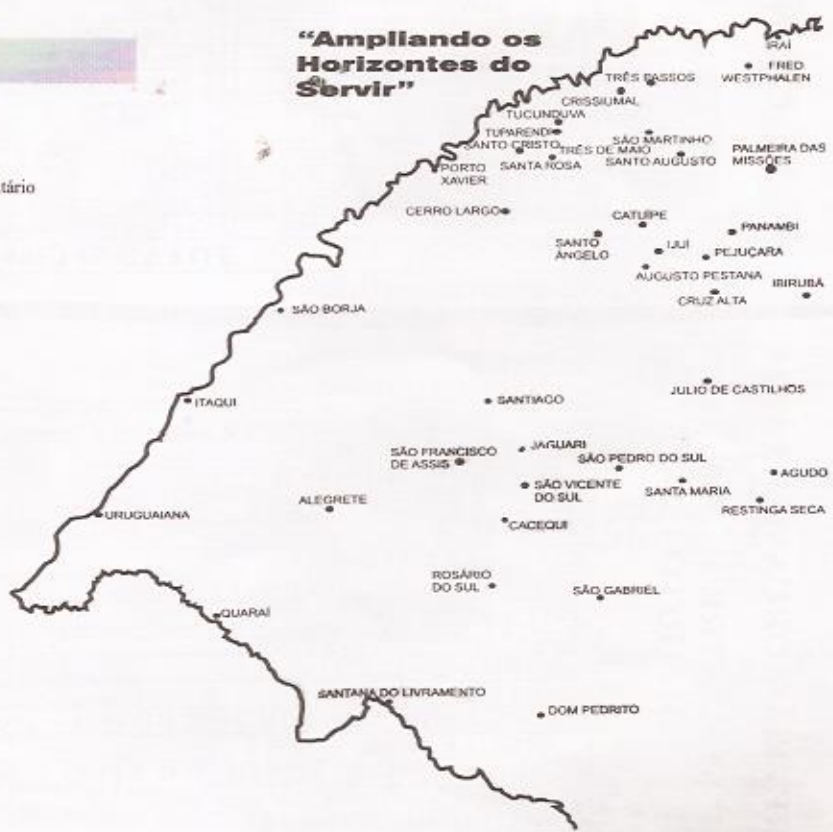 “Ampliando os
Horizontes do
Servir”
tário
IRAÍ
FRED.
WESTPHALEN
TRÊS PASSOS
CRISSIUMAL
TUCUNDUVA
TUPARENDI
SÃO MARTINHO
SANTO CRISTO
TRÊS DE MAIO
PALMEIRA DAS
MISSÕES
PORTO
XAVIER
SANTA ROSA
SANTO AUGUSTO
CERRO LARGO
CATUÍPE
PANAMBI
SANTO
ÂNGELO
IJUÍ
PEJUÇARA
AUGUSTO PESTANA
IBIRUBÁ
CRUZ ALTA
SÃO BORJA
JULIO DE CASTILHOS
ITAQUI
SANTIAGO
JAGUARI
SÃO FRANCISCO
DE ASSIS
SÃO PEDRO DO SUL
AGUDO
SÃO VICENTE
DO SUL
SANTA MARIA
ALEGRETE
RESTINGA SECA
URUGUAIANA
CACEQUI
ROSÁRIO
DO SUL
SÃO GABRIEL
QUARAÍ
SANTANA DO LIVRAMENTO
DOM PEDRITO